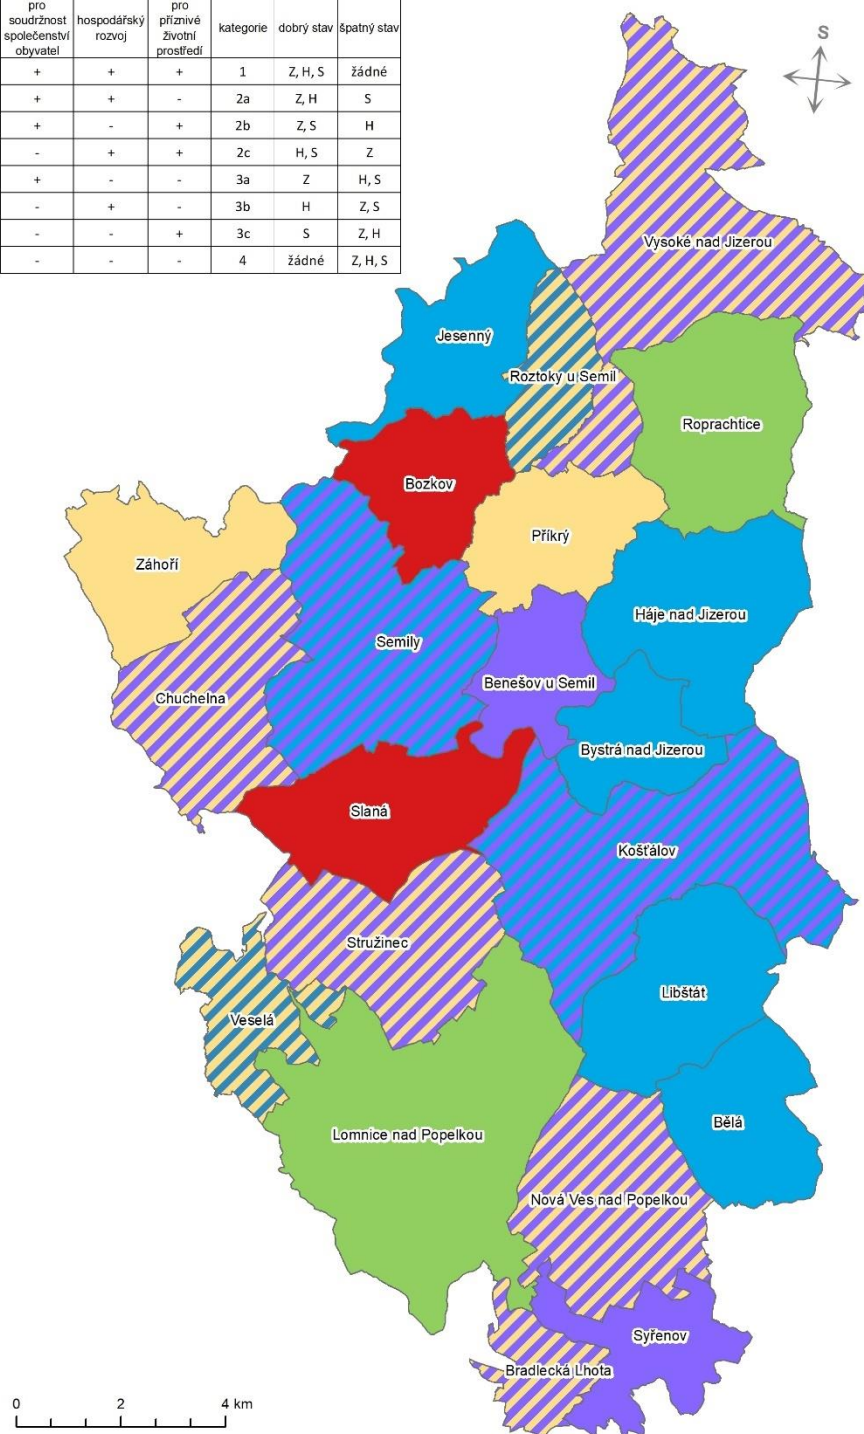 pro
soudržnost
společenství
obyvatel
hospodářský
rozvoj
pro
příznivé
životní
prostředí
kategorie
dobrý stav
špatný stav
+ + + 1 Z, H, S žádné
+ + - 2a Z, H S
+ - + 2b Z, S H
- + + 2c H, S Z
+ - - 3a Z H, S
- + - 3b H Z, S
- - + 3c S Z, H
- - - 4 žádné Z, H, S
S
Vysoké nad Jizerou
Jesenný
Roztoky u Semil
Roprachtice
Bozkov
Příkrý
Záhoří
Háje nad Jizerou
Semily
Benešov u Semil
Chuchelna
Bystrá nad Jizerou
Slaná
Košťálov
Stružinec
Libštát
Veselá
Bělá
Lomnice nad Popelkou
Nová Ves nad Popelkou
Syřenov
Bradlecká Lhota
0 2 4 km